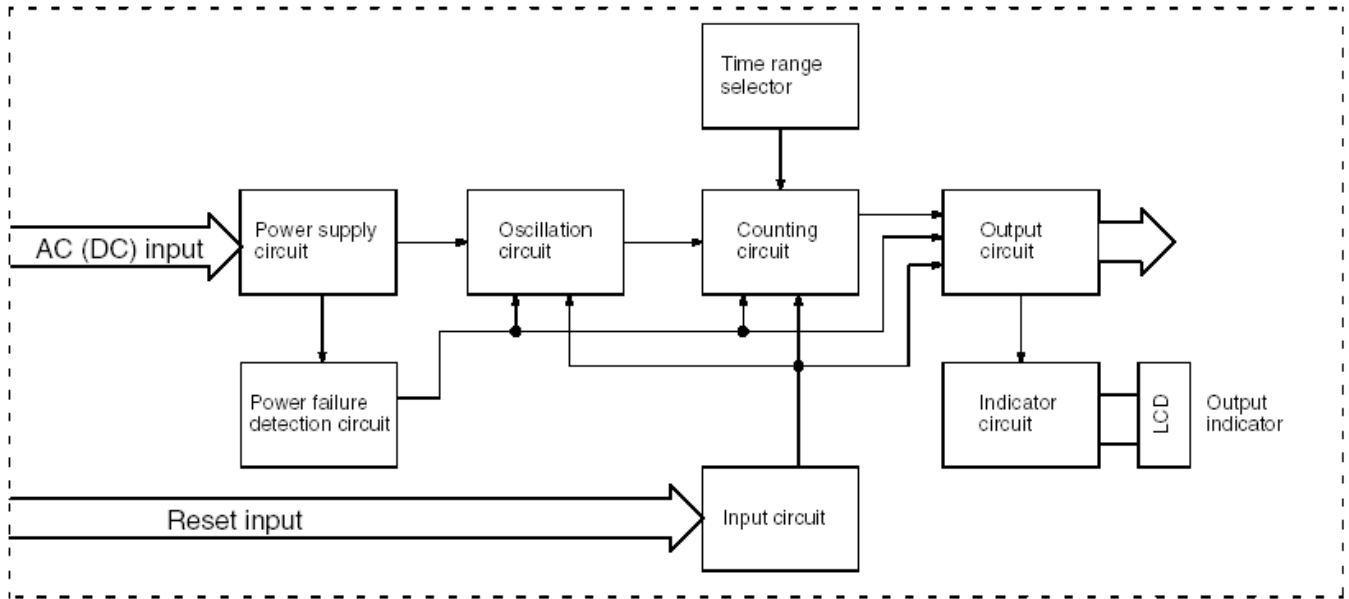 Time range
selector
Power supply
circuit
Oscillation
circuit
Counting
circuit
Output
circuit
AC (DC) input
Power failure
detection circuit
Indicator
circuit
LCD
Output
indicator
Reset input
Input circuit